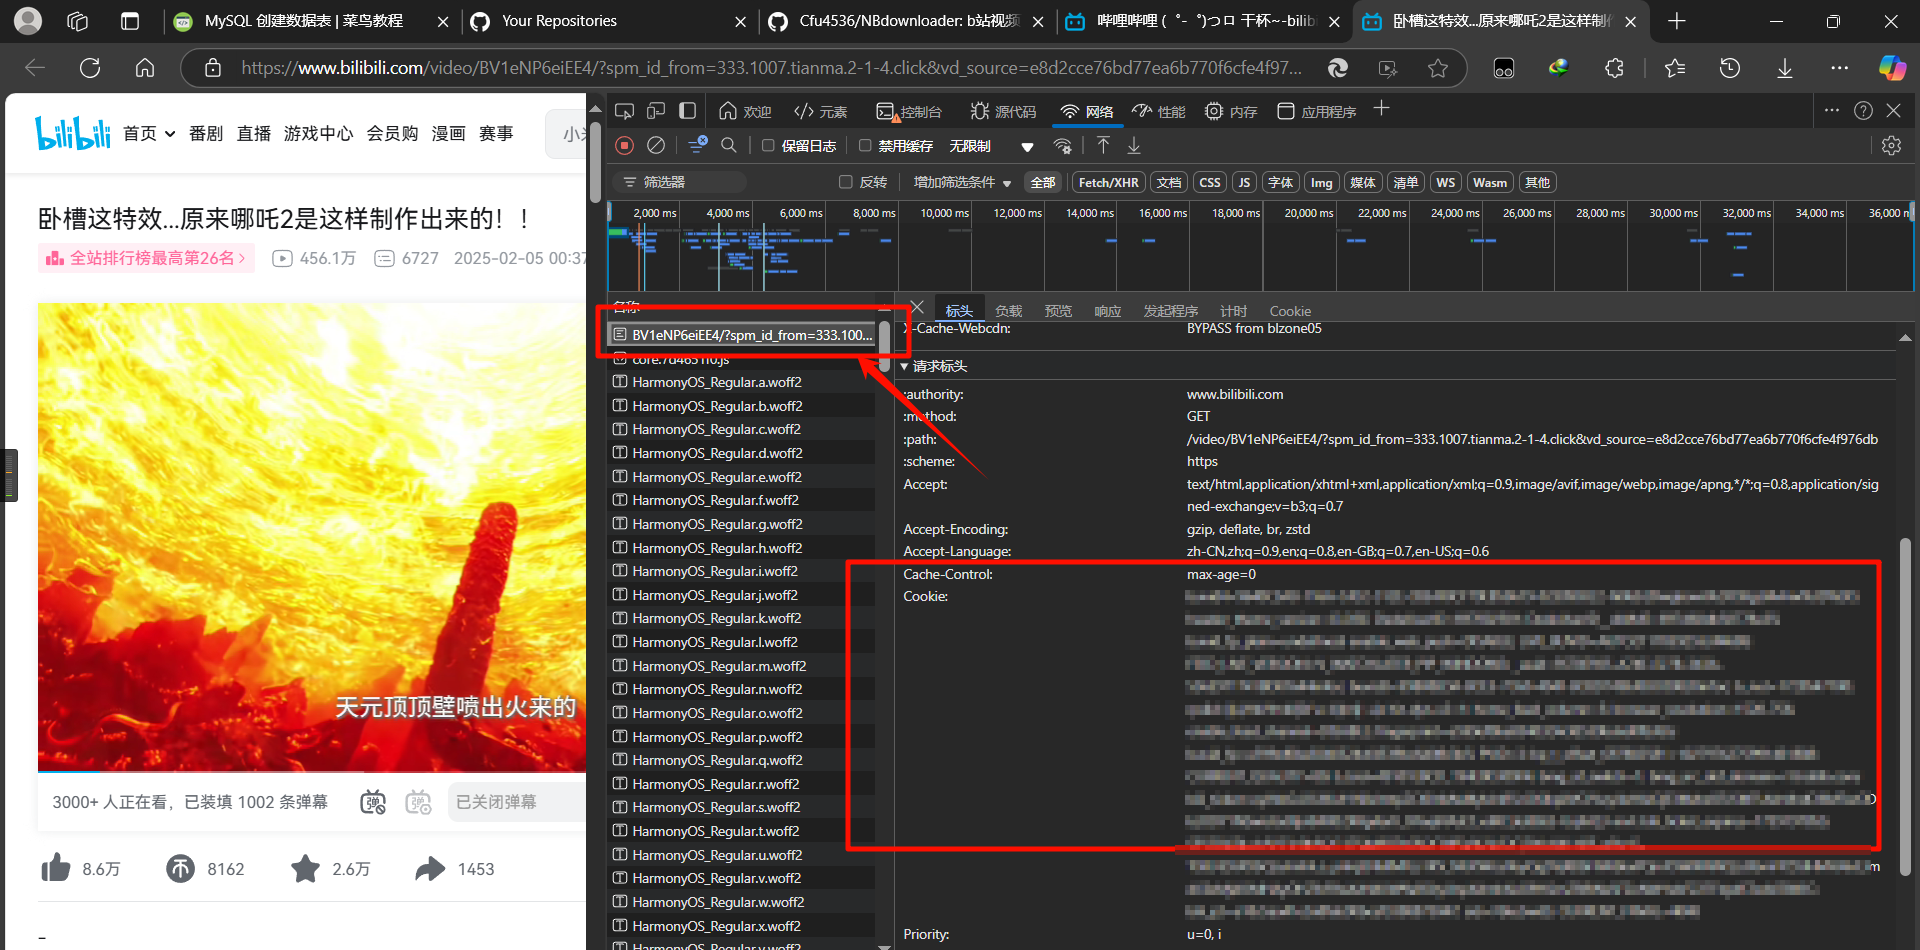 MySQL 创建数据表 | 菜鸟教程
Your Repositories
Cfu4536/NBdownloader: b站视频
哔哩哔哩 (゜-゜)つロ 干杯~-bilib
卧槽这特效...原来哪吒2是这样制作
https://www.bilibili.com/video/BV1eNP6eiEE4/?spm_id_from=333.1007.tianma.2-1-4.click&vd_source=e8d2cce76bd77ea6b770f6cfe4f97...
bilibili 首页 番剧 直播 游戏中心 会员购 漫画 赛事
卧槽这特效...原来哪吒2是这样制作出来的！！
全站排行榜最高第26名 456.1万 6727 2025-02-05 00:37
天元顶顶壁喷出火来的
3000+ 人正在看，已装填 1002 条弹幕 已关闭弹幕
8.6万 8162 2.6万 1453
欢迎 元素 控制台 源代码 网络 性能 内存 应用程序
保留日志 禁用缓存 无限制
筛选器 反转 增加筛选条件 全部 Fetch/XHR 文档 CSS JS 字体 Img 媒体 清单 WS Wasm 其他
2,000 ms 4,000 ms 6,000 ms 8,000 ms 10,000 ms 12,000 ms 14,000 ms 16,000 ms 18,000 ms 20,000 ms 22,000 ms 24,000 ms 26,000 ms 28,000 ms 30,000 ms 32,000 ms 34,000 ms 36,000
名称
BV1eNP6eiEE4/?spm_id_from=333.100...
HarmonyOS_Regular.a.woff2
HarmonyOS_Regular.b.woff2
HarmonyOS_Regular.c.woff2
HarmonyOS_Regular.d.woff2
HarmonyOS_Regular.e.woff2
HarmonyOS_Regular.f.woff2
HarmonyOS_Regular.g.woff2
HarmonyOS_Regular.h.woff2
HarmonyOS_Regular.i.woff2
HarmonyOS_Regular.j.woff2
HarmonyOS_Regular.k.woff2
HarmonyOS_Regular.l.woff2
HarmonyOS_Regular.m.woff2
HarmonyOS_Regular.n.woff2
HarmonyOS_Regular.o.woff2
HarmonyOS_Regular.p.woff2
HarmonyOS_Regular.q.woff2
HarmonyOS_Regular.r.woff2
HarmonyOS_Regular.s.woff2
HarmonyOS_Regular.t.woff2
HarmonyOS_Regular.u.woff2
HarmonyOS_Regular.v.woff2
HarmonyOS_Regular.w.woff2
HarmonyOS_Regular.x.woff2
标头 负载 预览 响应 发起程序 计时 Cookie
X-Cache-Webcdn: BYPASS from blzone05
请求标头
:authority: www.bilibili.com
:method: GET
:path: /video/BV1eNP6eiEE4/?spm_id_from=333.1007.tianma.2-1-4.click&vd_source=e8d2cce76bd77ea6b770f6cfe4f976db
:scheme: https
Accept: text/html,application/xhtml+xml,application/xml;q=0.9,image/avif,image/webp,image/apng,*/*;q=0.8,application/sig
ned-exchange;v=b3;q=0.7
Accept-Encoding: gzip, deflate, br, zstd
Accept-Language: zh-CN,zh;q=0.9,en;q=0.8,en-GB;q=0.7,en-US;q=0.6
Cache-Control: max-age=0
Cookie:
Priority: u=0, i